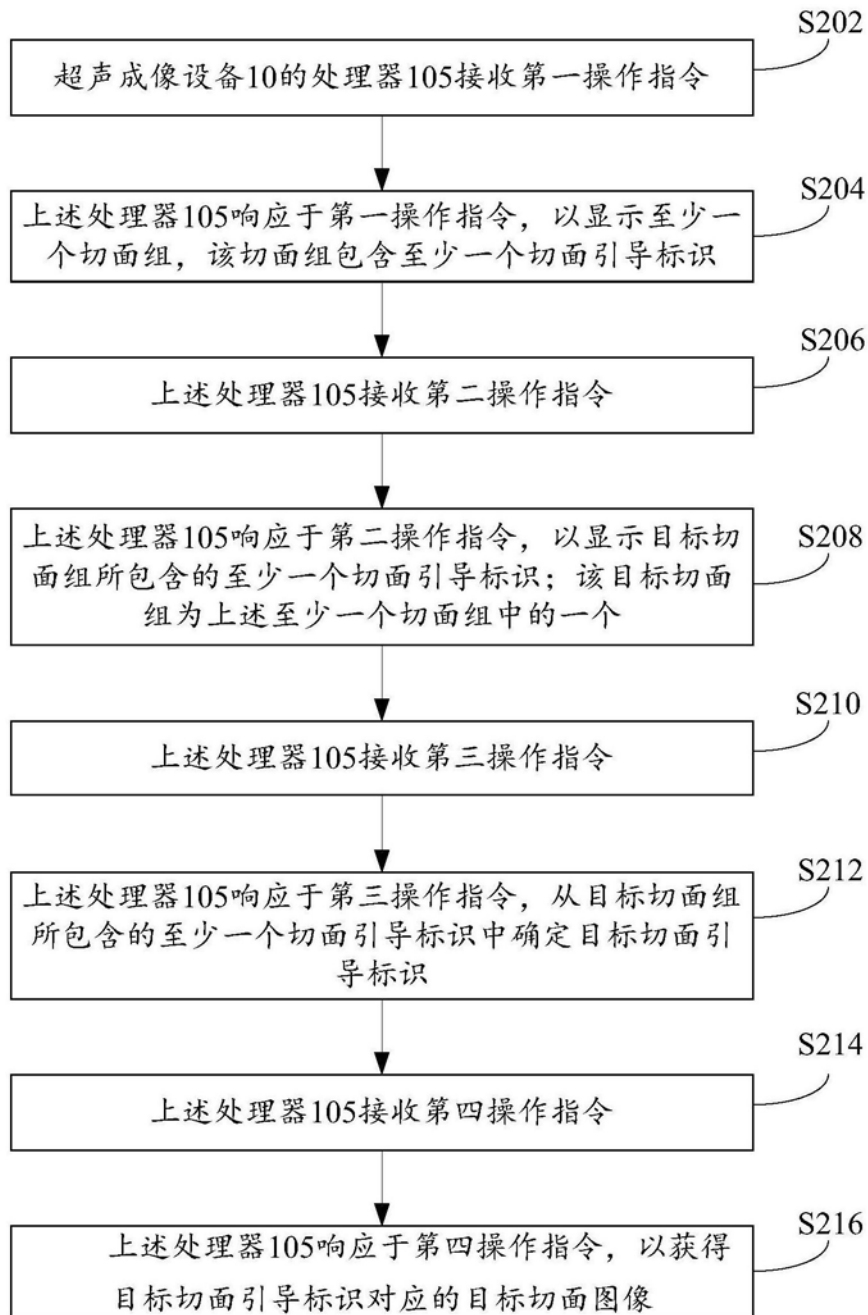 S202
超声成像设备10的处理器105接收第一操作指令
S204
上述处理器105响应于第一操作指令，以显示至少一
个切面组，该切面组包含至少一个切面引导标识
S206
上述处理器105接收第二操作指令
S208
上述处理器105响应于第二操作指令，以显示目标切
面组所包含的至少一个切面引导标识；该目标切面
组为上述至少一个切面组中的一个
S210
上述处理器105接收第三操作指令
S212
上述处理器105响应于第三操作指令，从目标切面组
所包含的至少一个切面引导标识中确定目标切面引
导标识
S214
上述处理器105接收第四操作指令
S216
上述处理器105响应于第四操作指令，以获得
目标切面引导标识对应的目标切面图像